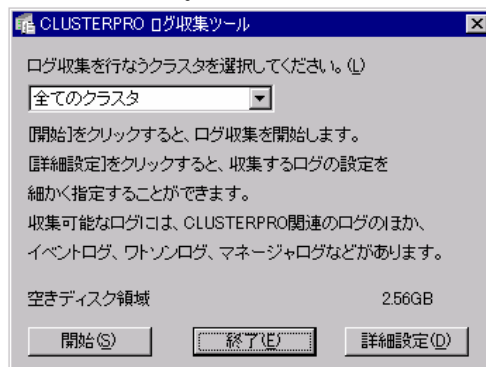 CLUSTERPRO ログ収集ツール
ログ収集を行なうクラスタを選択してください。(L)
全てのクラスタ
[開始]をクリックすると、ログ収集を開始します。
[詳細設定]をクリックすると、収集するログの設定を
細かく指定することができます。
収集可能なログには、CLUSTERPRO関連のログのほか、
イベントログ、ワトソンログ、マネージャログなどがあります。
空きディスク領域 2.56GB
開始(S) 終了(E) 詳細設定(D)